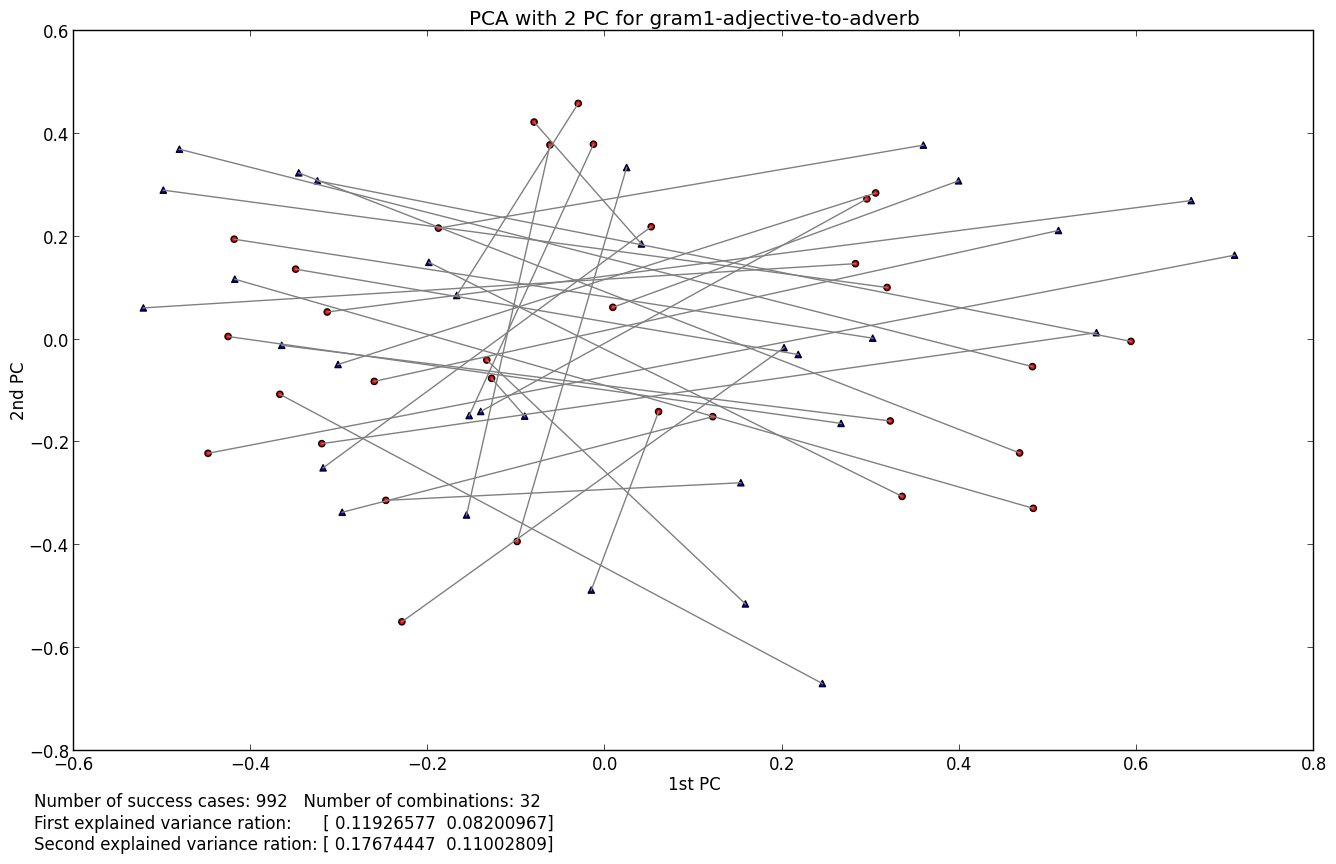 PCA with 2 PC for gram1-adjective-to-adverb
0.6
0.4
0.2
0.0
−0.2
−0.4
−0.6
−0.8
2nd PC
−0.6 −0.4 −0.2 0.0 0.2 0.4 0.6 0.8
1st PC
Number of success cases: 992 Number of combinations: 32
First explained variance ration: [ 0.11926577 0.08200967]
Second explained variance ration: [ 0.17674447 0.11002809]